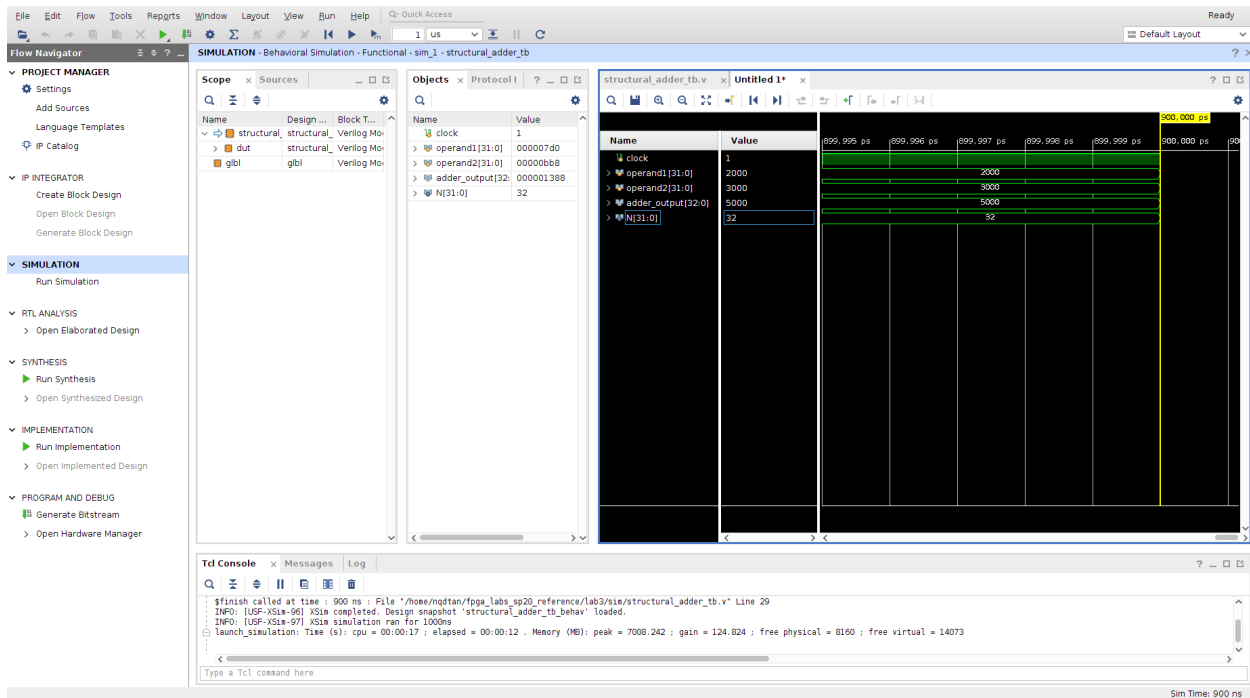 File Edit Flow Tools Reports Window Layout View Run Help Q- Quick Access Ready
1 us Default Layout
Flow Navigator
SIMULATION - Behavioral Simulation - Functional - sim_1 - structural_adder_tb
PROJECT MANAGER
Settings
Add Sources
Language Templates
IP Catalog
IP INTEGRATOR
Create Block Design
Open Block Design
Generate Block Design
SIMULATION
Run Simulation
RTL ANALYSIS
Open Elaborated Design
SYNTHESIS
Run Synthesis
Open Synthesized Design
IMPLEMENTATION
Run Implementation
Open Implemented Design
PROGRAM AND DEBUG
Generate Bitstream
Open Hardware Manager
Scope Sources
Name Design ... Block T...
structural_ structural_ Verilog Mo
dut structural_ Verilog Mo
glbl glbl Verilog Mo
Objects Protocol I
Name Value
clock 1
operand1[31:0] 000007d0
operand2[31:0] 00000bb8
adder_output[32: 000001388
N[31:0] 32
structural_adder_tb.v Untitled 1*
900,000 ps
Name Value 899,995 ps 899,996 ps 899,997 ps 899,998 ps 899,999 ps 900,000 ps 90
clock 1
operand1[31:0] 2000 2000
operand2[31:0] 3000 3000
adder_output[32:0] 5000 5000
N[31:0] 32 32
Tcl Console Messages Log
$finish called at time : 900 ns : File "/home/nqdtan/fpga_labs_sp20_reference/lab3/sim/structural_adder_tb.v" Line 29
INFO: [USF-XSim-96] XSim completed. Design snapshot 'structural_adder_tb_behav' loaded.
INFO: [USF-XSim-97] XSim simulation ran for 1000ns
launch_simulation: Time (s): cpu = 00:00:17 ; elapsed = 00:00:12 . Memory (MB): peak = 7008.242 ; gain = 124.824 ; free physical = 8160 ; free virtual = 14073
Type a Tcl command here
Sim Time: 900 ns